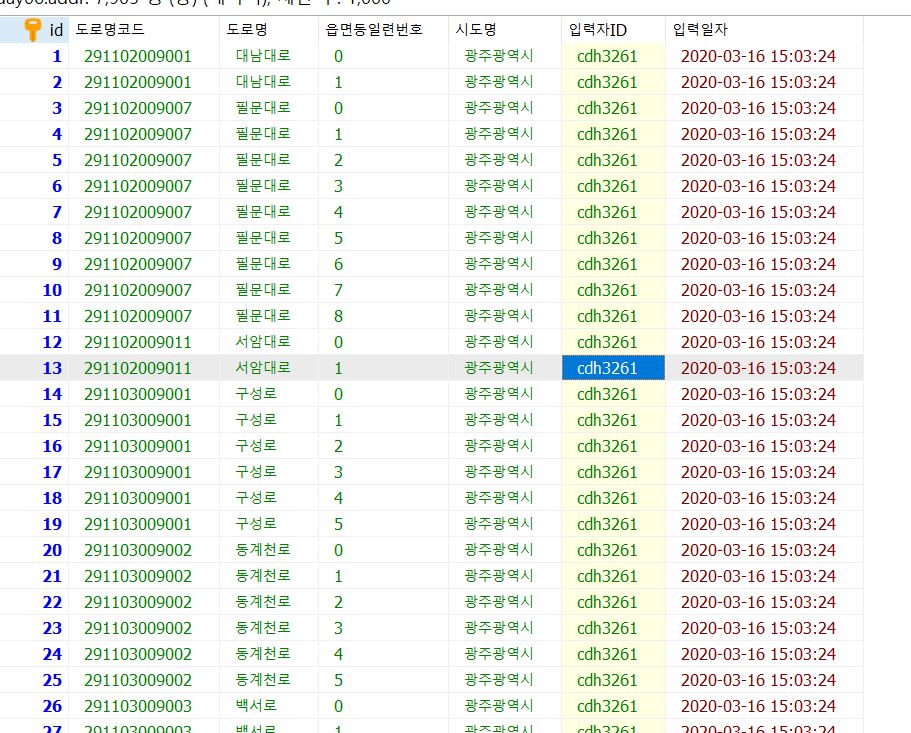 id 도로명코드 도로명 읍면동일련번호 시도명 입력자ID 입력일자
1 291102009001 대남대로 0 광주광역시 cdh3261 2020-03-16 15:03:24
2 291102009001 대남대로 1 광주광역시 cdh3261 2020-03-16 15:03:24
3 291102009007 필문대로 0 광주광역시 cdh3261 2020-03-16 15:03:24
4 291102009007 필문대로 1 광주광역시 cdh3261 2020-03-16 15:03:24
5 291102009007 필문대로 2 광주광역시 cdh3261 2020-03-16 15:03:24
6 291102009007 필문대로 3 광주광역시 cdh3261 2020-03-16 15:03:24
7 291102009007 필문대로 4 광주광역시 cdh3261 2020-03-16 15:03:24
8 291102009007 필문대로 5 광주광역시 cdh3261 2020-03-16 15:03:24
9 291102009007 필문대로 6 광주광역시 cdh3261 2020-03-16 15:03:24
10 291102009007 필문대로 7 광주광역시 cdh3261 2020-03-16 15:03:24
11 291102009007 필문대로 8 광주광역시 cdh3261 2020-03-16 15:03:24
12 291102009011 서암대로 0 광주광역시 cdh3261 2020-03-16 15:03:24
13 291102009011 서암대로 1 광주광역시 cdh3261 2020-03-16 15:03:24
14 291103009001 구성로 0 광주광역시 cdh3261 2020-03-16 15:03:24
15 291103009001 구성로 1 광주광역시 cdh3261 2020-03-16 15:03:24
16 291103009001 구성로 2 광주광역시 cdh3261 2020-03-16 15:03:24
17 291103009001 구성로 3 광주광역시 cdh3261 2020-03-16 15:03:24
18 291103009001 구성로 4 광주광역시 cdh3261 2020-03-16 15:03:24
19 291103009001 구성로 5 광주광역시 cdh3261 2020-03-16 15:03:24
20 291103009002 동계천로 0 광주광역시 cdh3261 2020-03-16 15:03:24
21 291103009002 동계천로 1 광주광역시 cdh3261 2020-03-16 15:03:24
22 291103009002 동계천로 2 광주광역시 cdh3261 2020-03-16 15:03:24
23 291103009002 동계천로 3 광주광역시 cdh3261 2020-03-16 15:03:24
24 291103009002 동계천로 4 광주광역시 cdh3261 2020-03-16 15:03:24
25 291103009002 동계천로 5 광주광역시 cdh3261 2020-03-16 15:03:24
26 291103009003 백서로 0 광주광역시 cdh3261 2020-03-16 15:03:24
27 291103009003 백서로 1 광주광역시 cdh3261 2020-03-16 15:03:24